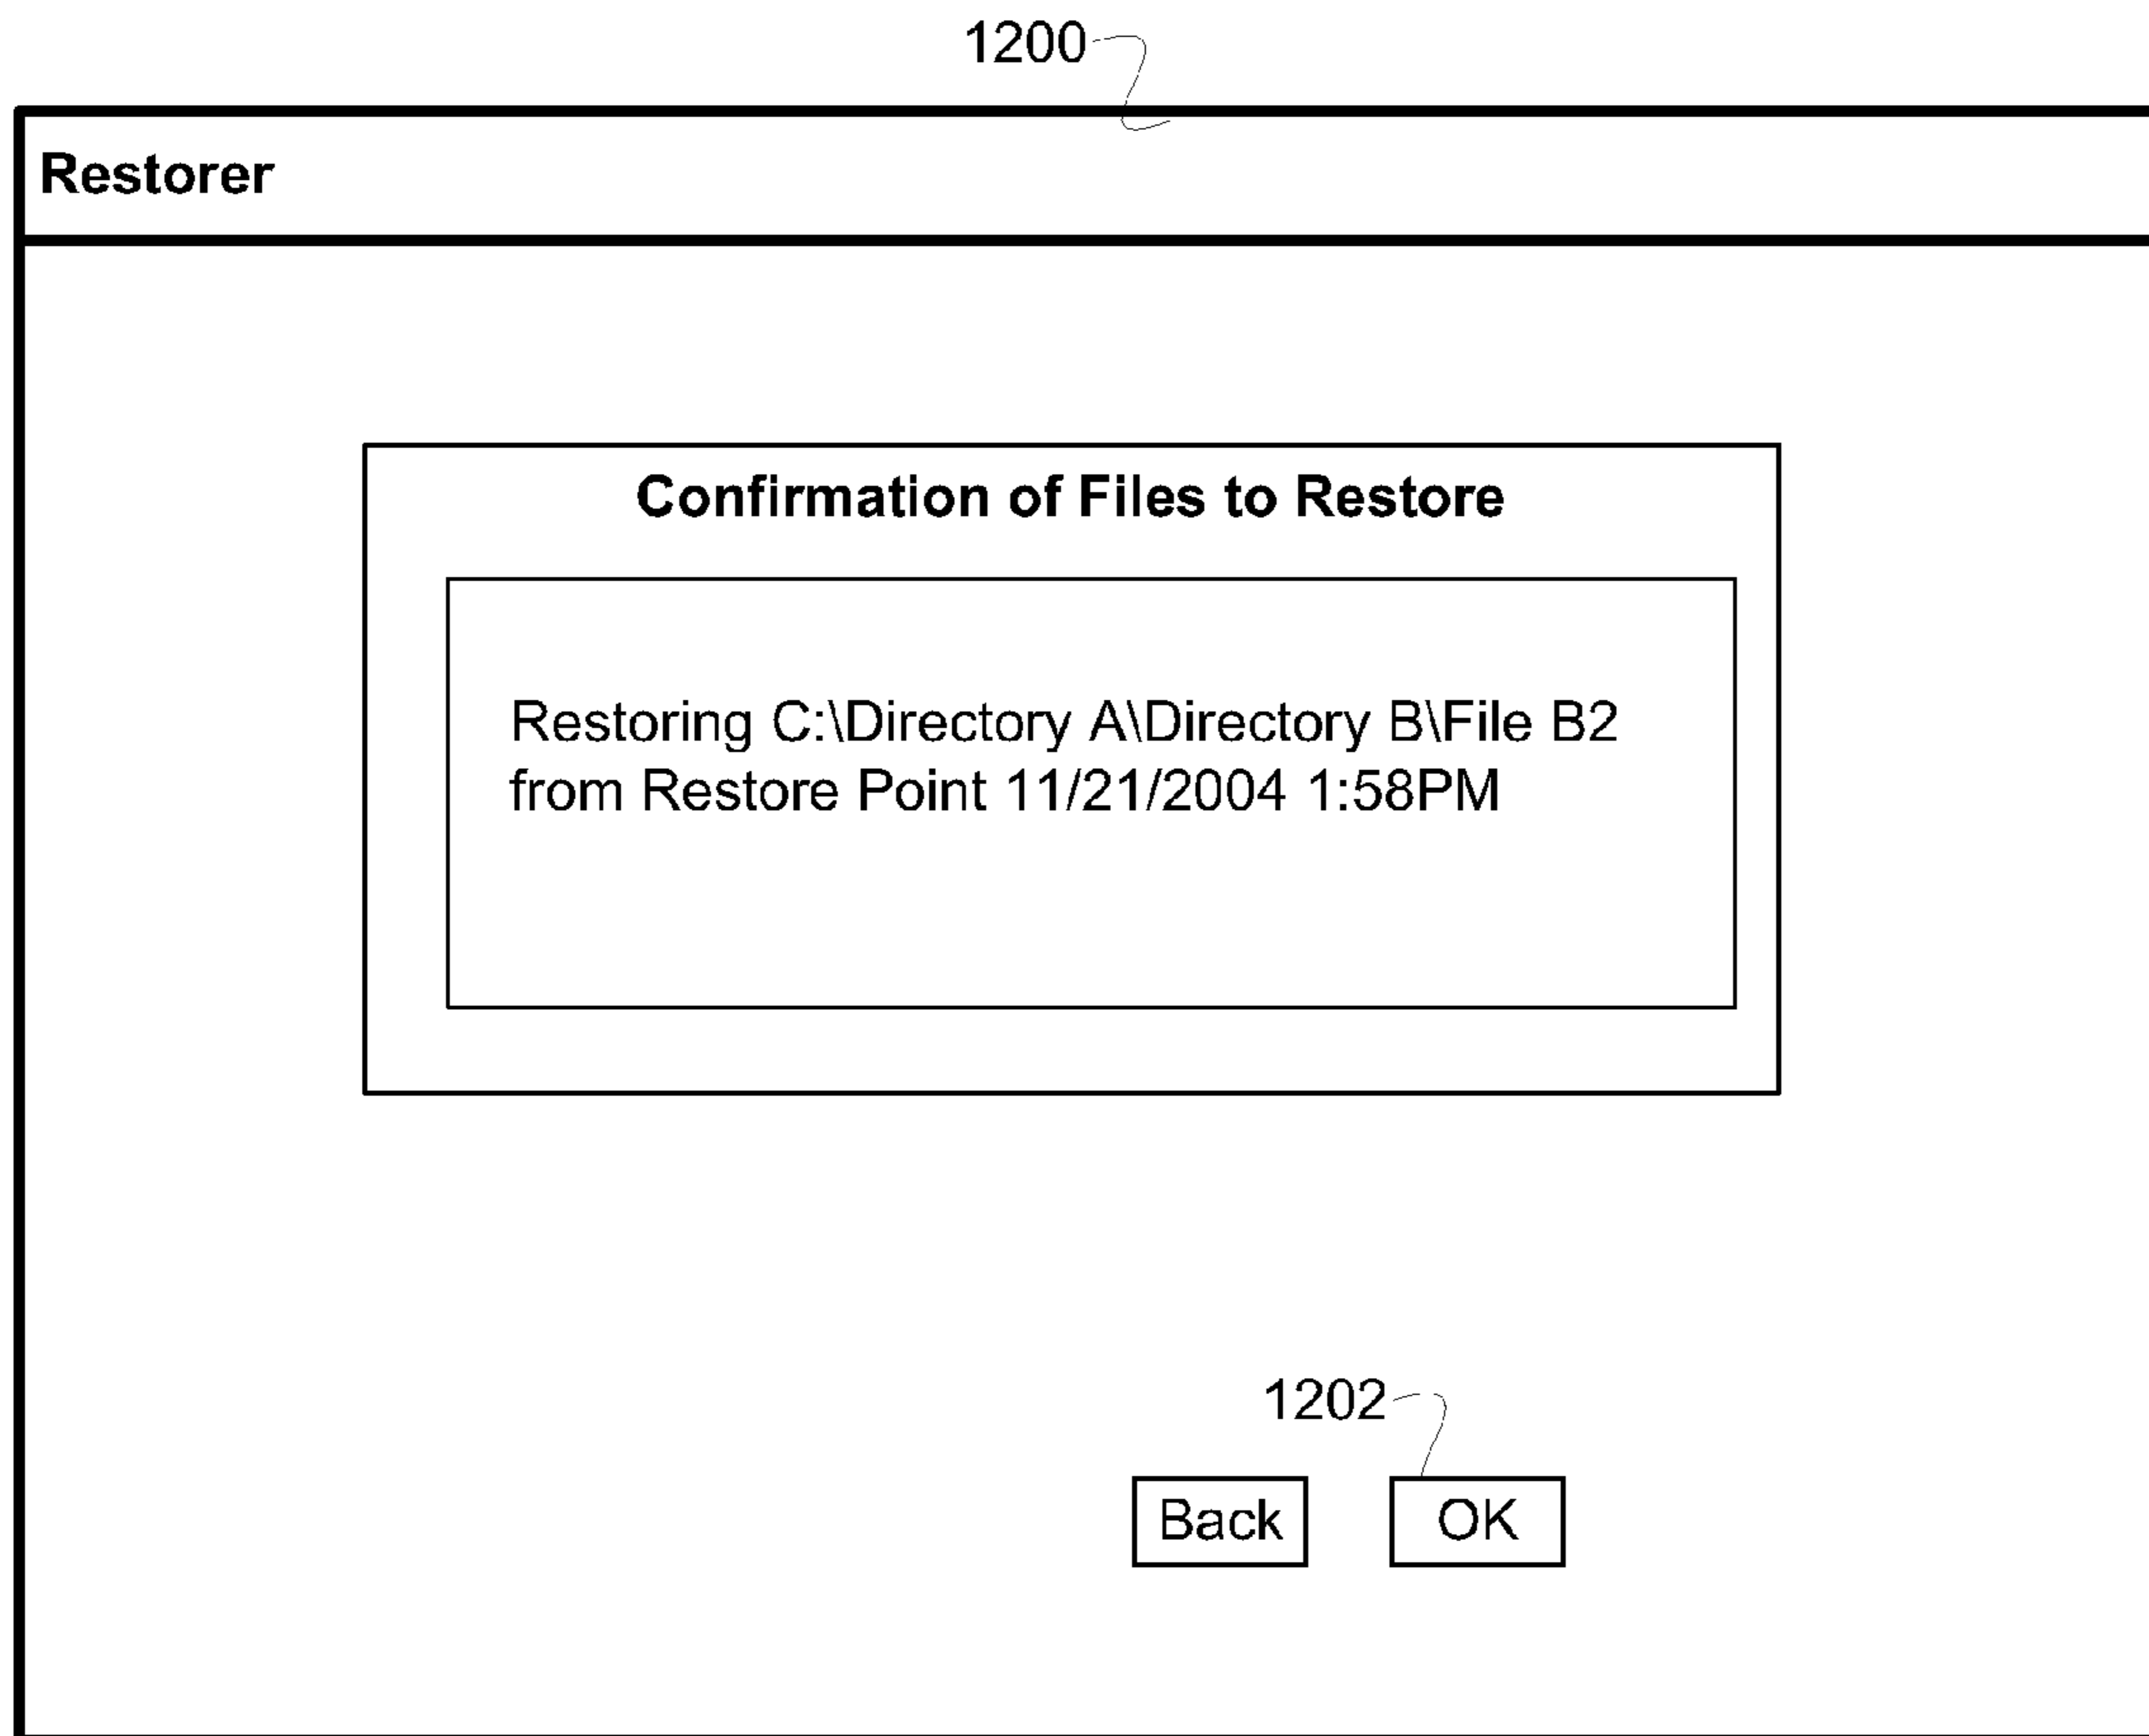 1200
Restorer
Confirmation of Files to Restore
Restoring C:\Directory A\Directory B\File B2
from Restore Point 11/21/2004 1:58PM
1202
Back
OK